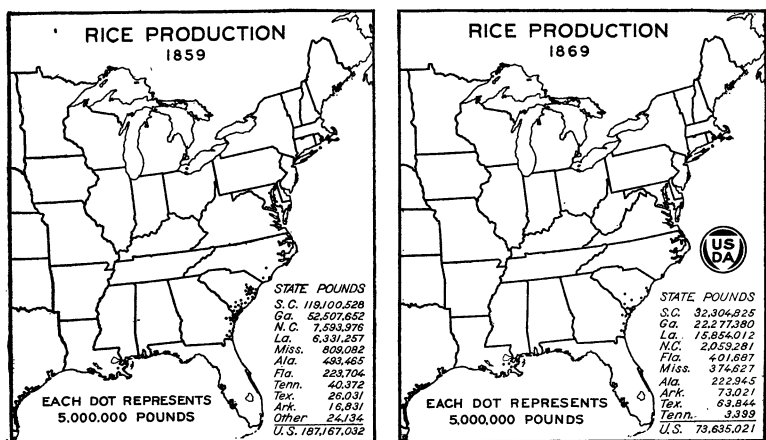 RICE PRODUCTION
1859
STATE POUNDS
S.C. 119,100,528
Ga. 52,507,652
N.C. 7,593,976
La. 6,331,257
Miss. 809,082
Ala. 493,465
Fla. 223,704
Tenn. 40,372
Tex. 26,031
Ark. 16,831
Other 24,134
U.S. 187,167,032
EACH DOT REPRESENTS
5,000,000 POUNDS
RICE PRODUCTION
1869
US
DA
STATE POUNDS
S.C. 32,304,825
Ga. 22,277,380
La. 15,854,012
N.C. 2,059,281
Fla. 401,687
Miss. 374,627
Ala. 222,945
Ark. 73,021
Tex. 63,844
Tenn. 3,399
U.S. 73,635,021
EACH DOT REPRESENTS
5,000,000 POUNDS